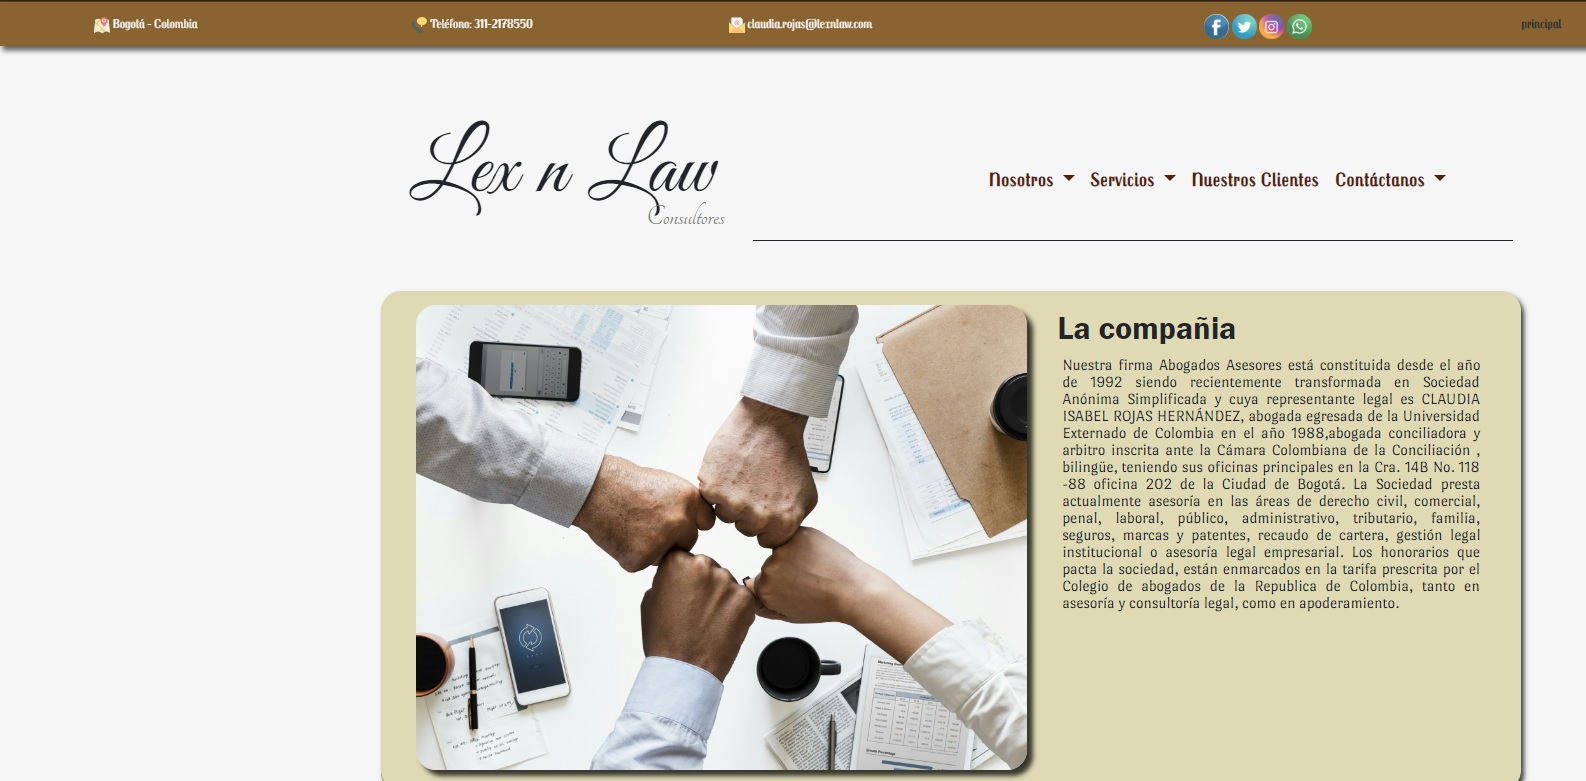 Bogotá - Colombia
Teléfono: 311-2178550
claudia.rojas@leznlaw.com
principal
Lex n Law
Consultores
Nosotros
Servicios
Nuestros Clientes
Contáctanos
La compañia
Nuestra firma Abogados Asesores está constituida desde el año
de 1992 siendo recientemente transformada en Sociedad
Anónima Simplificada y cuya representante legal es CLAUDIA
ISABEL ROJAS HERNÁNDEZ, abogada egresada de la Universidad
Externado de Colombia en el año 1988,abogada conciliadora y
arbitro inscrita ante la Cámara Colombiana de la Conciliación ,
bilingüe, teniendo sus oficinas principales en la Cra. 14B No. 118
-88 oficina 202 de la Ciudad de Bogotá. La Sociedad presta
actualmente asesoría en las áreas de derecho civil, comercial,
penal, laboral, público, administrativo, tributario, familia,
seguros, marcas y patentes, recaudo de cartera, gestión legal
institucional o asesoría legal empresarial. Los honorarios que
pacta la sociedad, están enmarcados en la tarifa prescrita por el
Colegio de abogados de la Republica de Colombia, tanto en
asesoría y consultoría legal, como en apoderamiento.